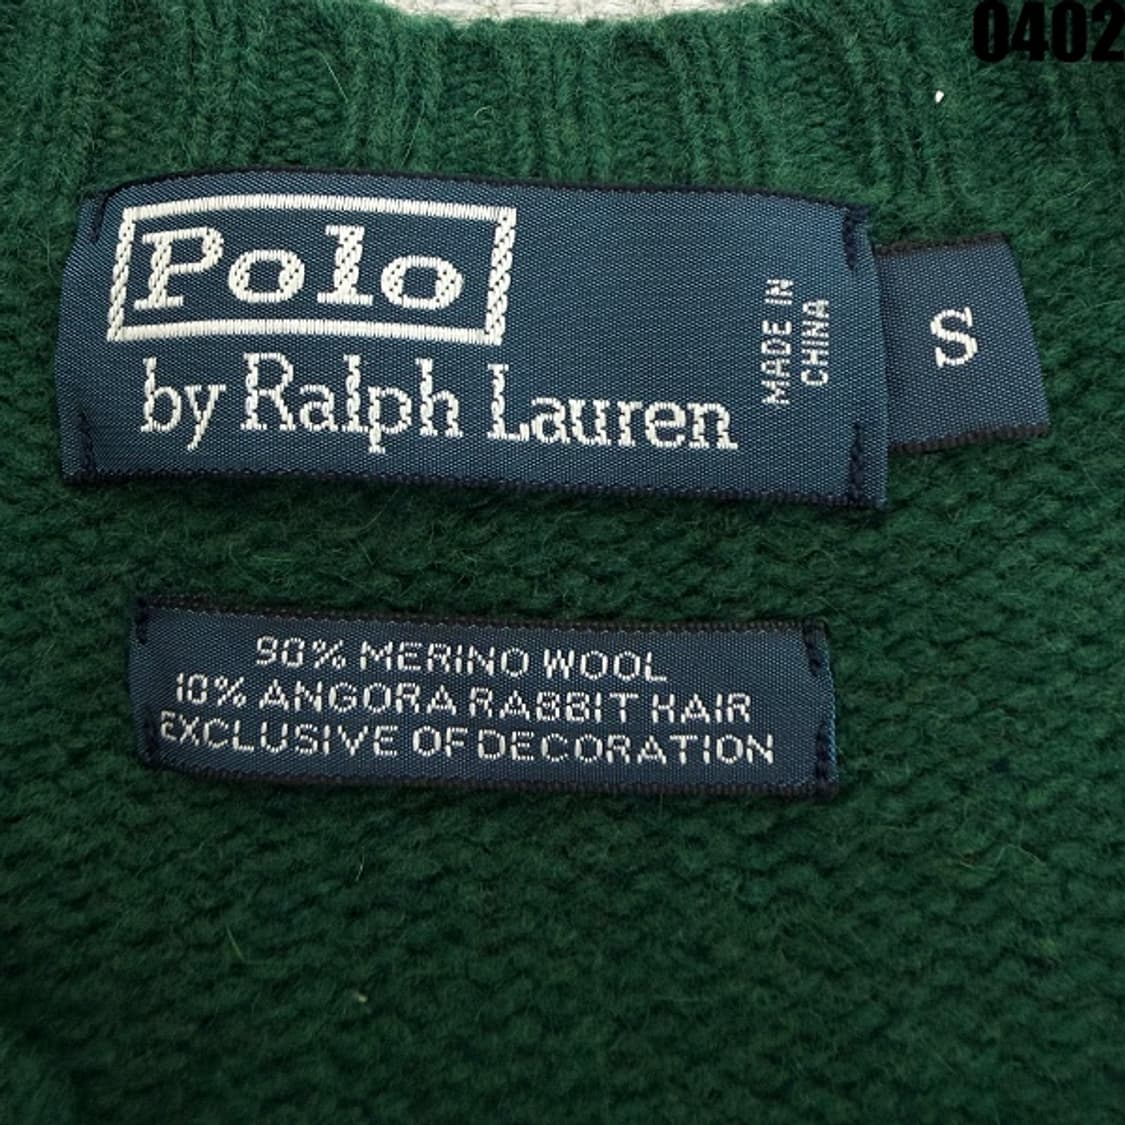 0402
Polo
by Ralph Lauren
MADE IN
CHINA
S
90% MERINO WOOL
10% ANGORA RABBIT HAIR
EXCLUSIVE OF DECORATION